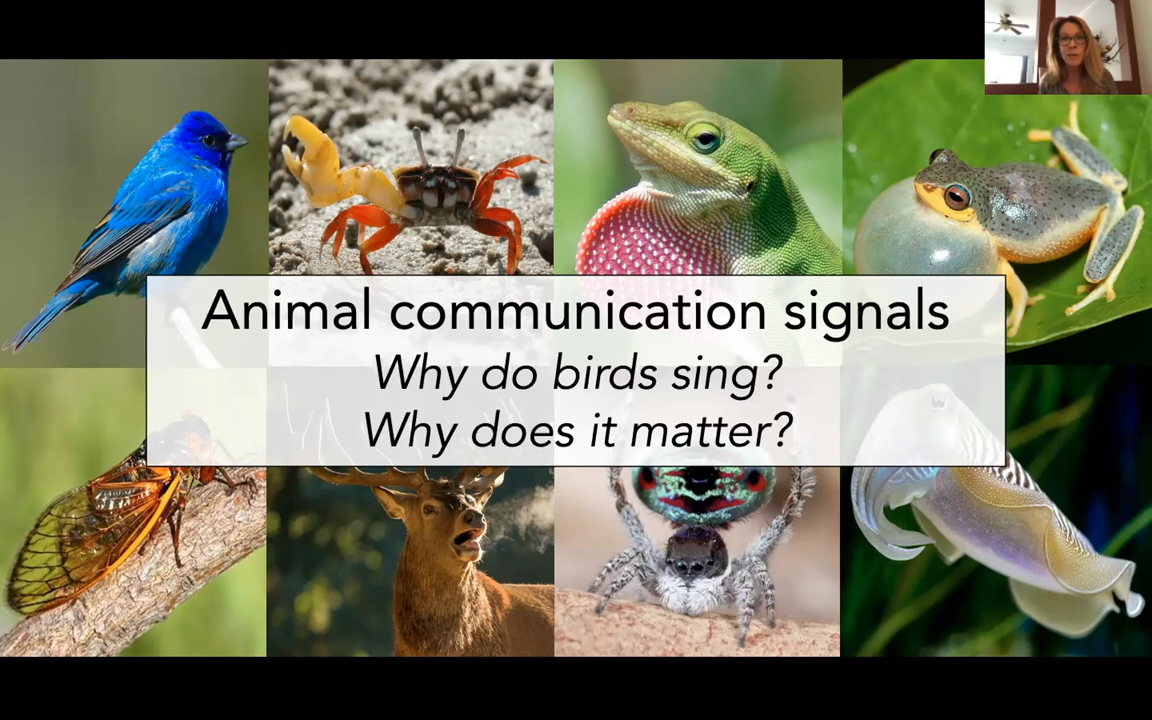 Animal communication signals
Why do birds sing?
Why does it matter?